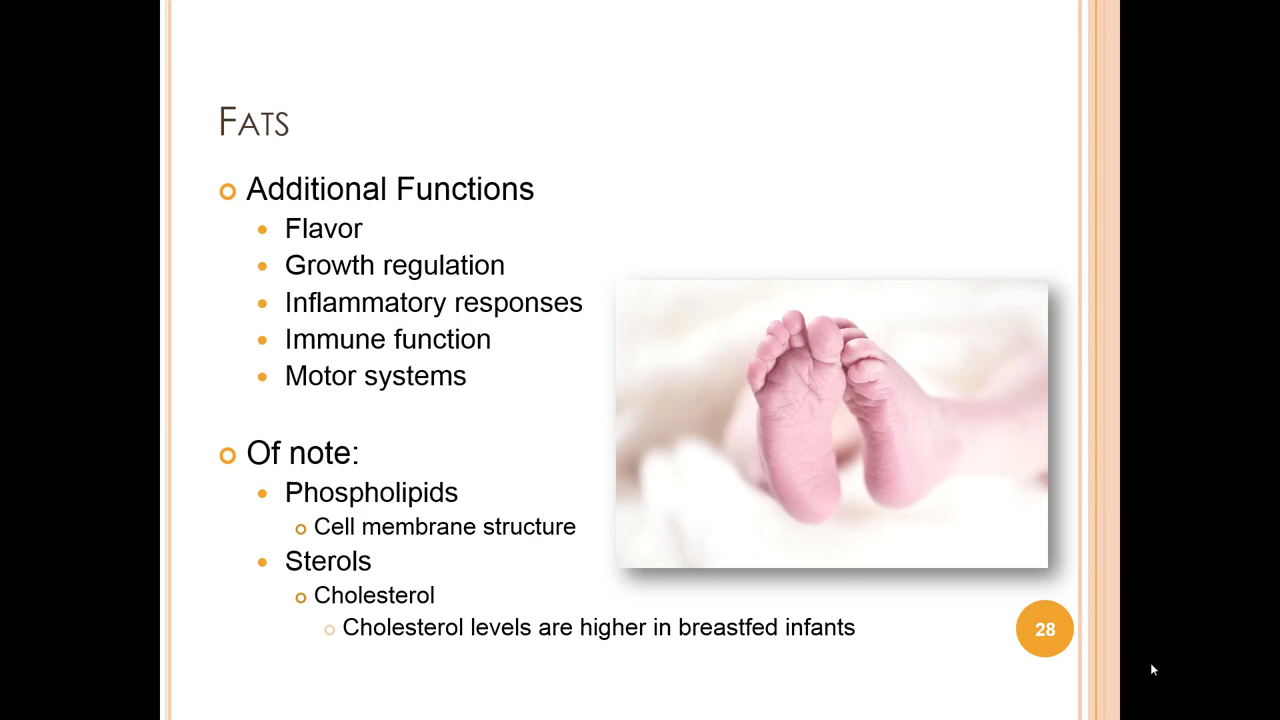 Fats
Additional Functions
Flavor
Growth regulation
Inflammatory responses
Immune function
Motor systems
Of note:
Phospholipids
Cell membrane structure
Sterols
Cholesterol
Cholesterol levels are higher in breastfed infants
28